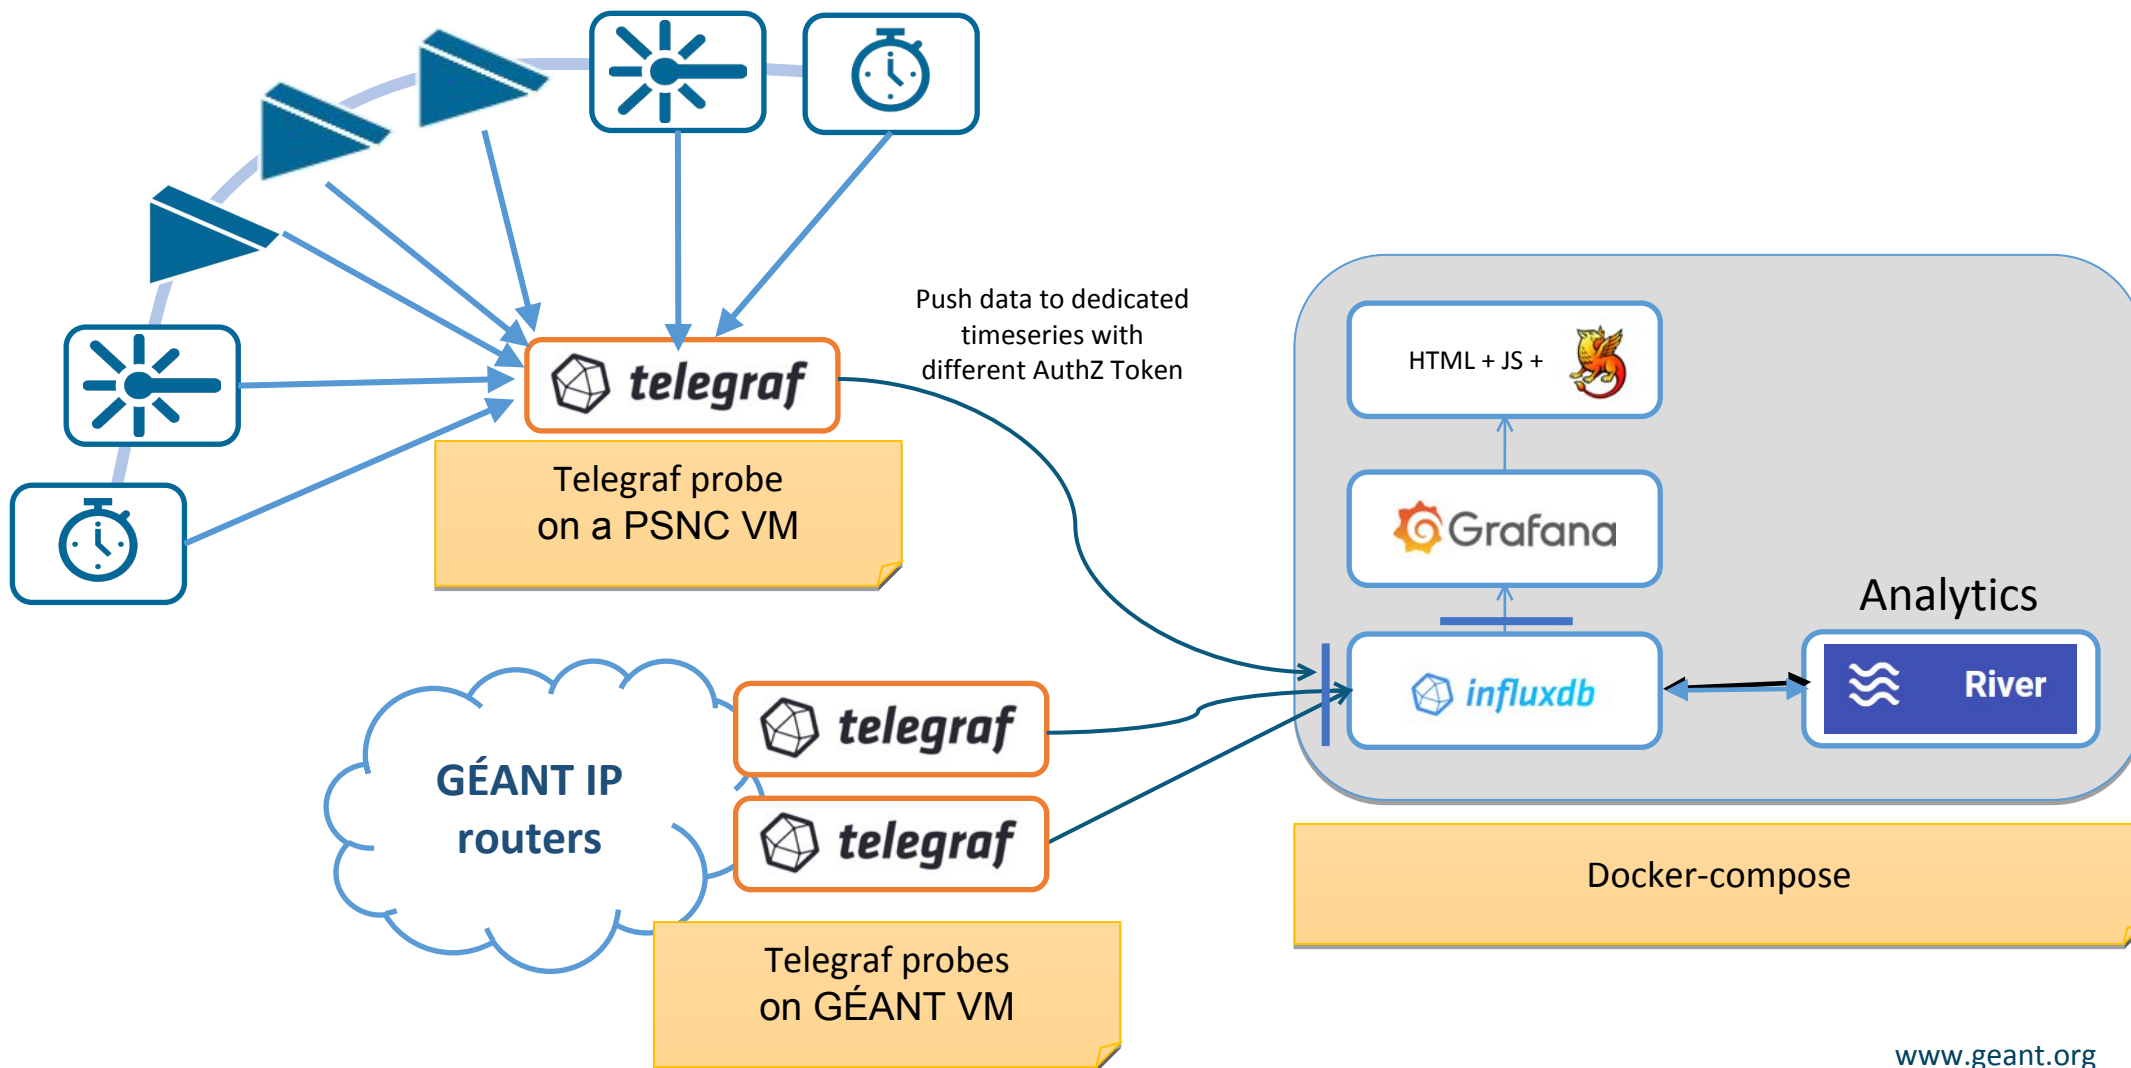 Push data to dedicated
timeseries with
different AuthZ Token
HTML + JS +
telegraf
Telegraf probe
on a PSNC VM
Grafana
Analytics
influxdb
River
GÉANT IP
routers
telegraf
telegraf
Docker-compose
Telegraf probes
on GÉANT VM
www.geant.org